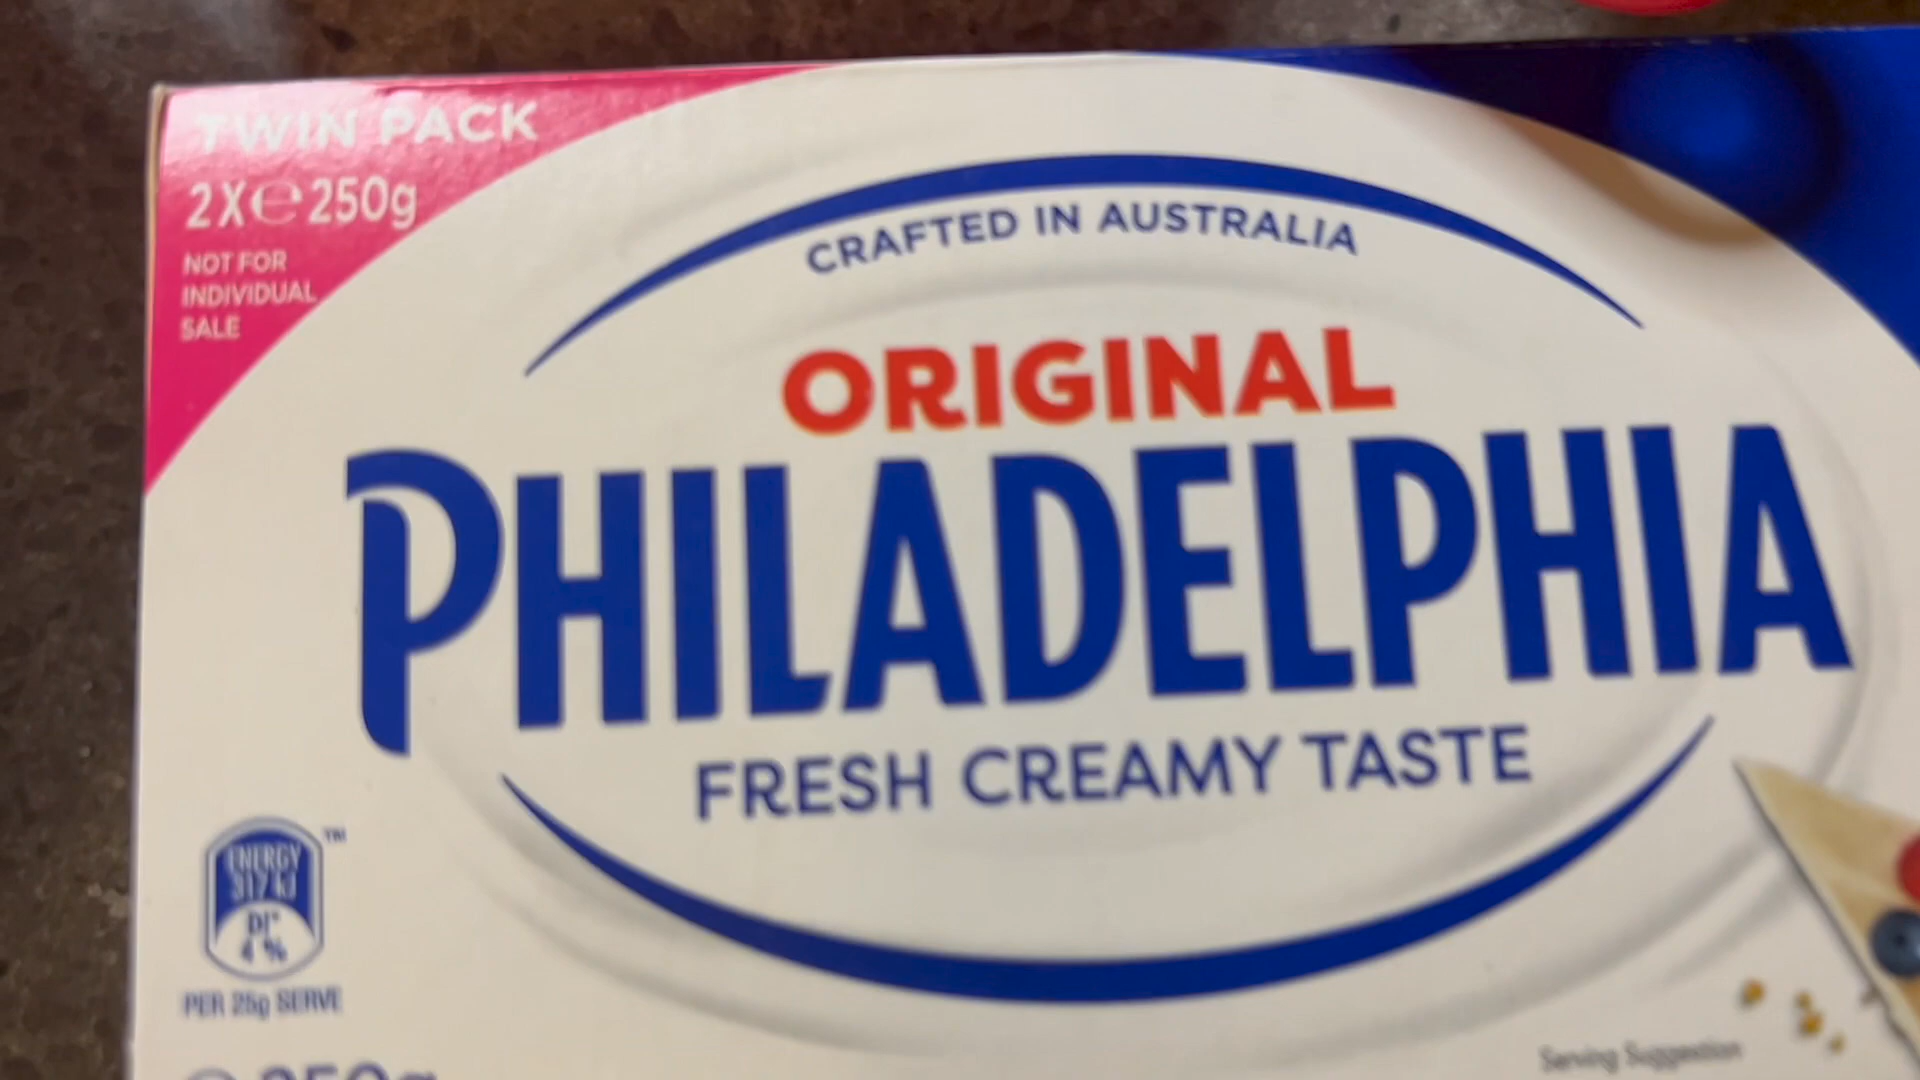 TWIN PACK
2X℮250g
NOT FOR
INDIVIDUAL
SALE
CRAFTED IN AUSTRALIA
ORIGINAL
PHILADELPHIA
FRESH CREAMY TASTE
ENERGY
317 kJ
DI*
4%
™
PER 25g SERVE
Serving Suggestion